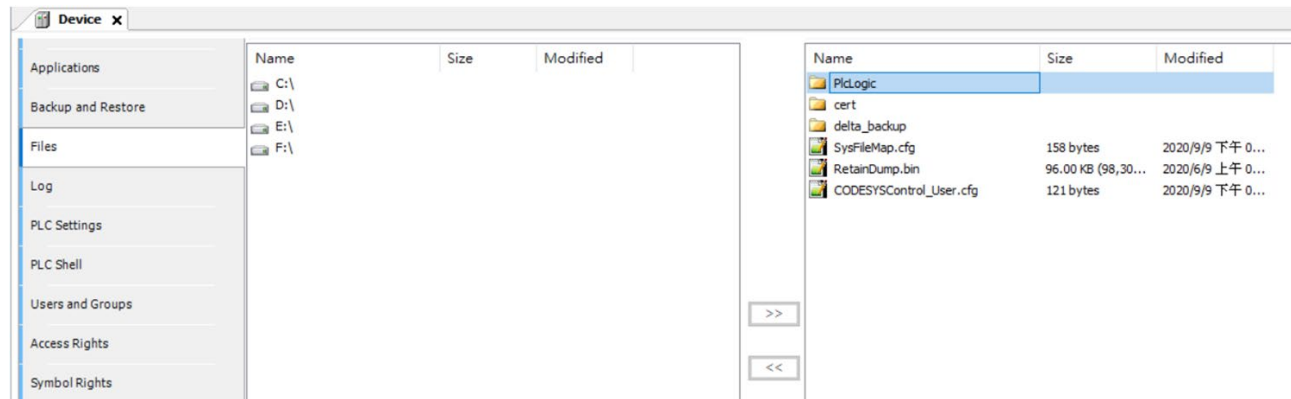 Device x
Applications
Backup and Restore
Files
Log
PLC Settings
PLC Shell
Users and Groups
Access Rights
Symbol Rights
Name Size Modified
C:\
D:\
E:\
F:\
>>
<<
Name Size Modified
PlcLogic
cert
delta_backup
SysFileMap.cfg 158 bytes 2020/9/9 下午 0...
RetainDump.bin 96.00 KB (98,30... 2020/6/9 上午 0...
CODESYSControl_User.cfg 121 bytes 2020/9/9 下午 0...